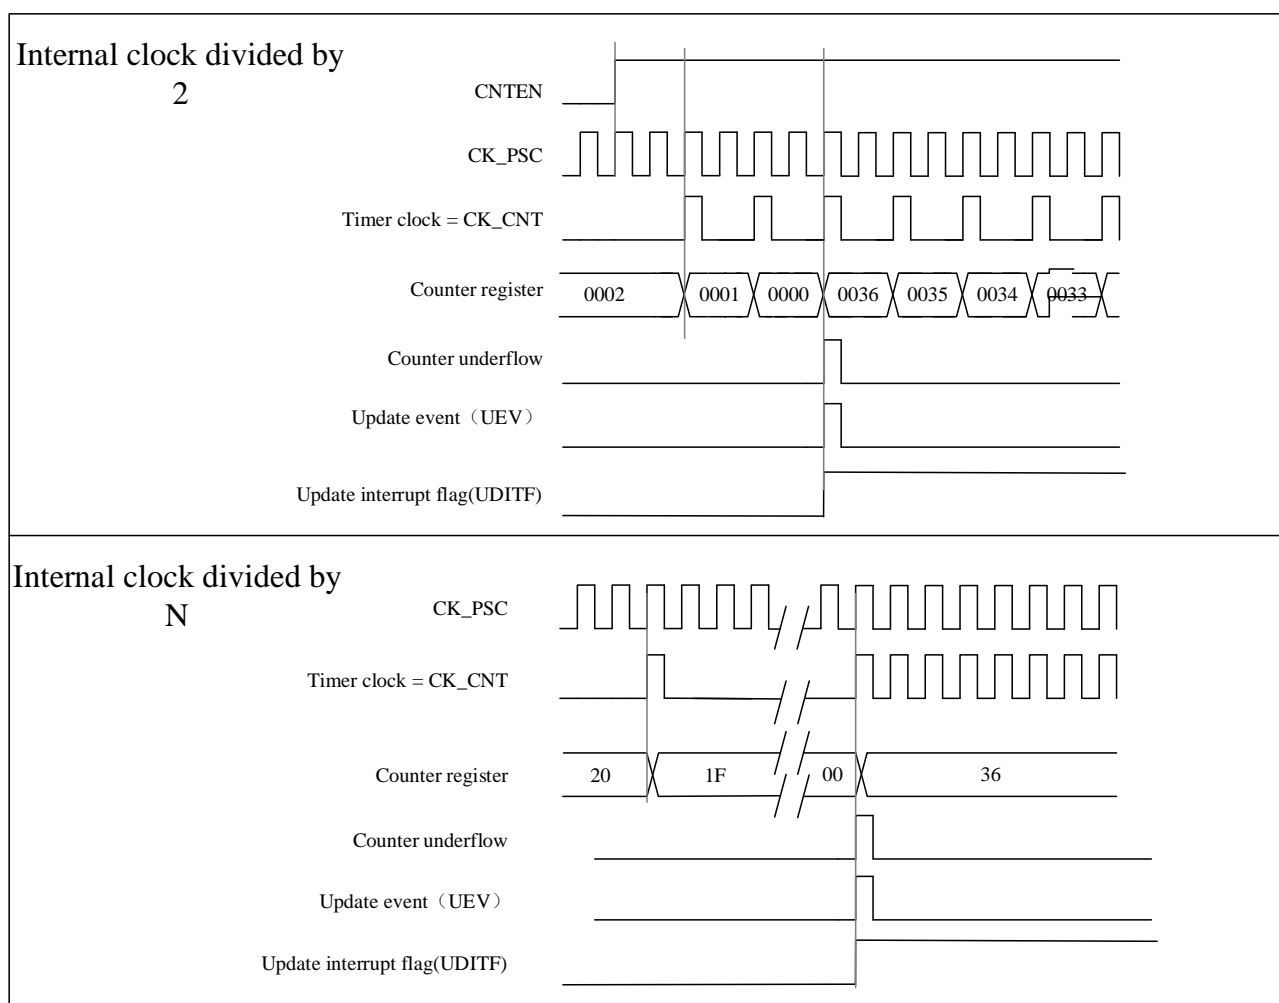 Internal clock divided by
2
CNTEN
CK_PSC
Timer clock = CK_CNT
Counter register
0002 0001 0000 0036 0035 0034 0033
Counter underflow
Update event（UEV）
Update interrupt flag(UDITF)
Internal clock divided by
N
CK_PSC
Timer clock = CK_CNT
Counter register
20 1F 00 36
Counter underflow
Update event（UEV）
Update interrupt flag(UDITF)